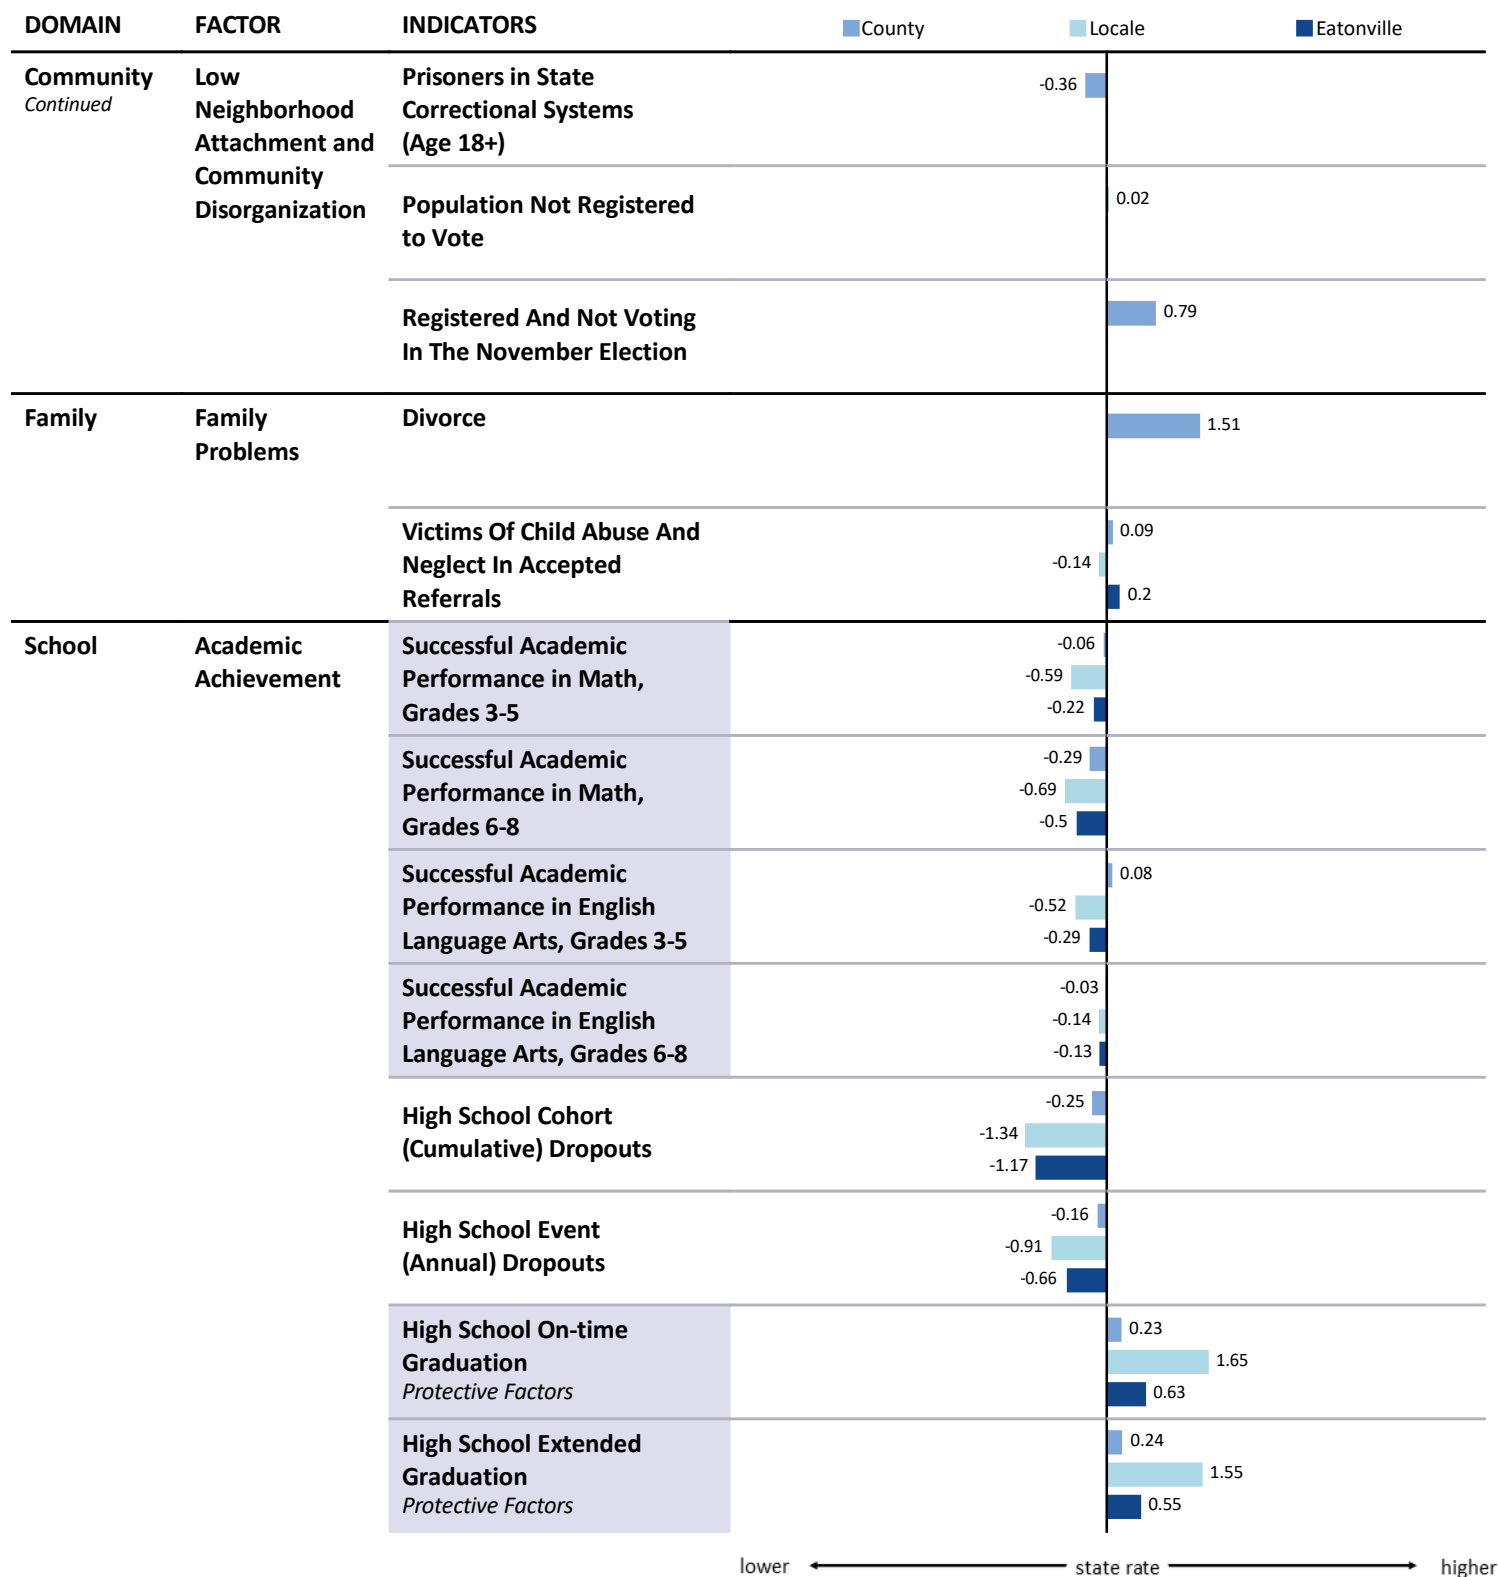 DOMAIN FACTOR INDICATORS County Locale Eatonville
Community
Continued
Low
Neighborhood
Attachment and
Community
Disorganization
Prisoners in State
Correctional Systems
(Age 18+)
-0.36
Population Not Registered
to Vote
0.02
Registered And Not Voting
In The November Election
0.79
Family
Family
Problems
Divorce
1.51
Victims Of Child Abuse And
Neglect In Accepted
Referrals
0.09
-0.14
0.2
School
Academic
Achievement
Successful Academic
Performance in Math,
Grades 3-5
-0.06
-0.59
-0.22
Successful Academic
Performance in Math,
Grades 6-8
-0.29
-0.69
-0.5
Successful Academic
Performance in English
Language Arts, Grades 3-5
0.08
-0.52
-0.29
Successful Academic
Performance in English
Language Arts, Grades 6-8
-0.03
-0.14
-0.13
High School Cohort
(Cumulative) Dropouts
-0.25
-1.34
-1.17
High School Event
(Annual) Dropouts
-0.16
-0.91
-0.66
High School On-time
Graduation
Protective Factors
0.23
1.65
0.63
High School Extended
Graduation
Protective Factors
0.24
1.55
0.55
lower state rate higher